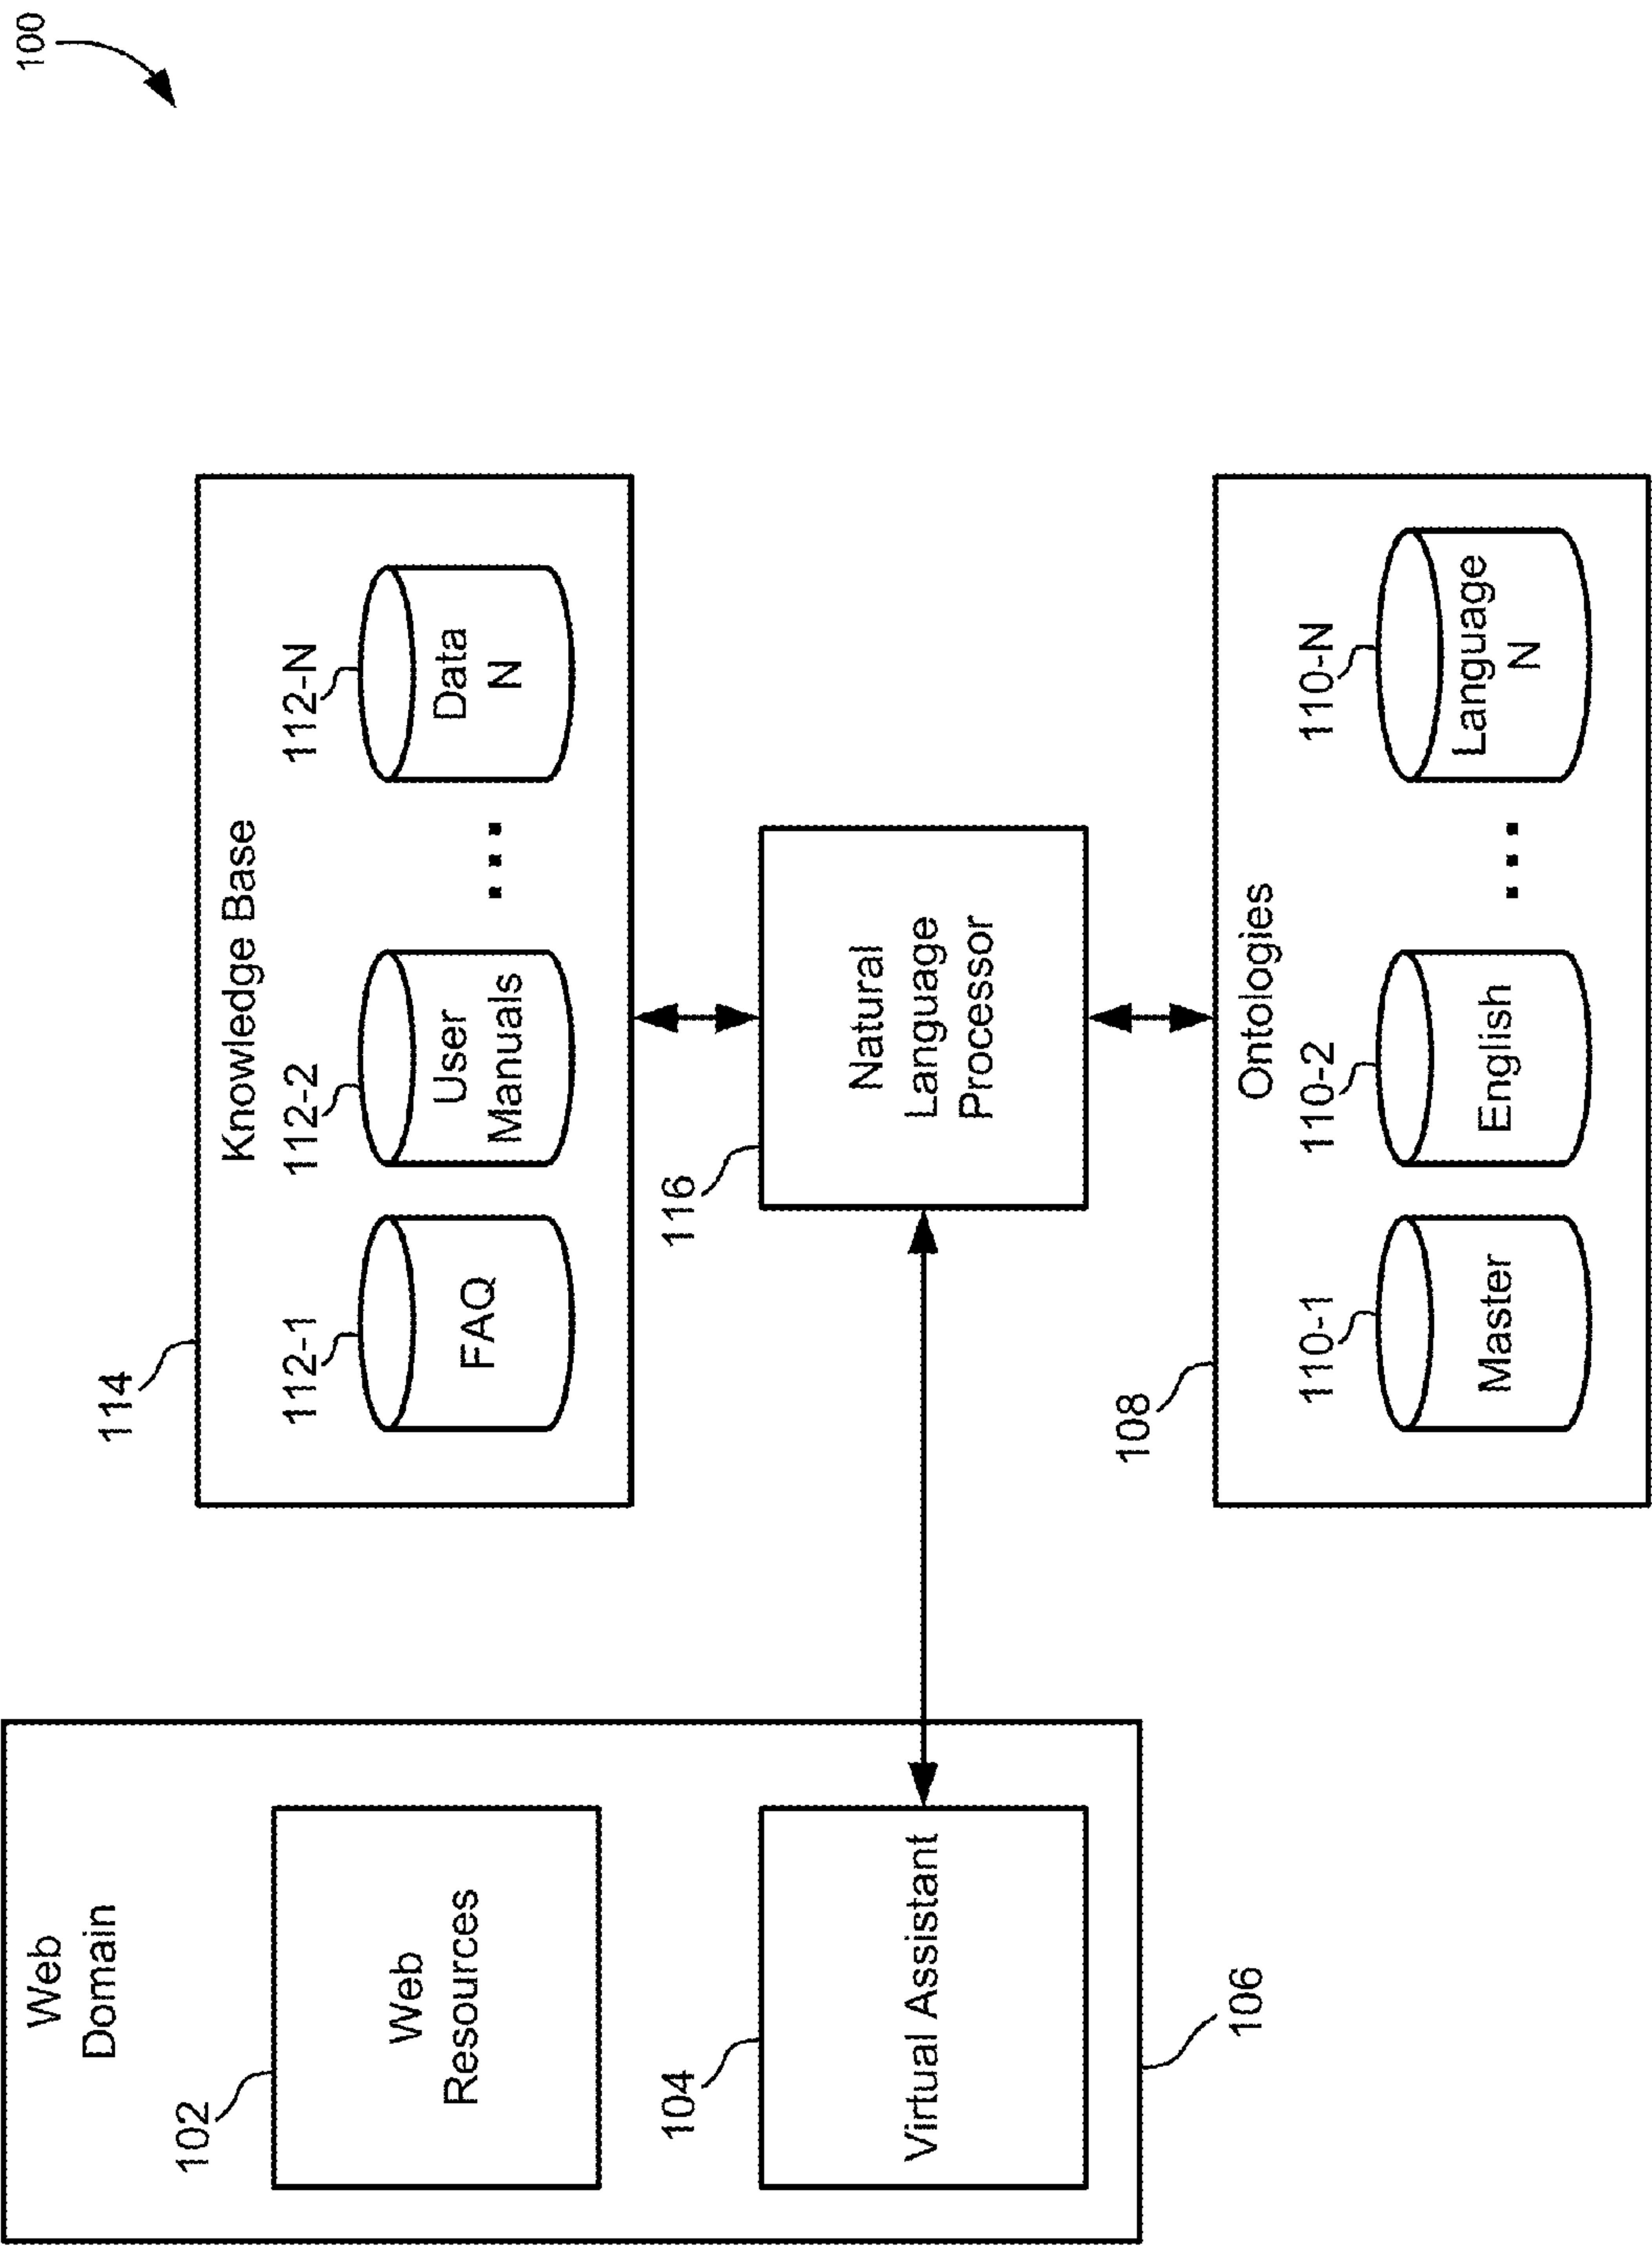 100
Web
Domain
102
Web
Resources
104
Virtual Assistant
106
114
Knowledge Base
112-1
FAQ
112-2
User
Manuals
...
112-N
Data
N
116
Natural
Language
Processor
108
Ontologies
110-1
Master
110-2
English
...
110-N
Language
N